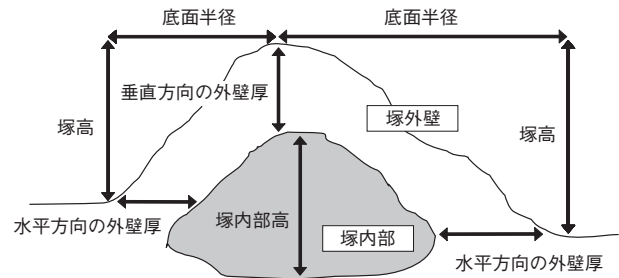 底面半径
底面半径
垂直方向の外壁厚
塚外壁
塚高
塚高
水平方向の外壁厚
塚内部高
塚内部
水平方向の外壁厚